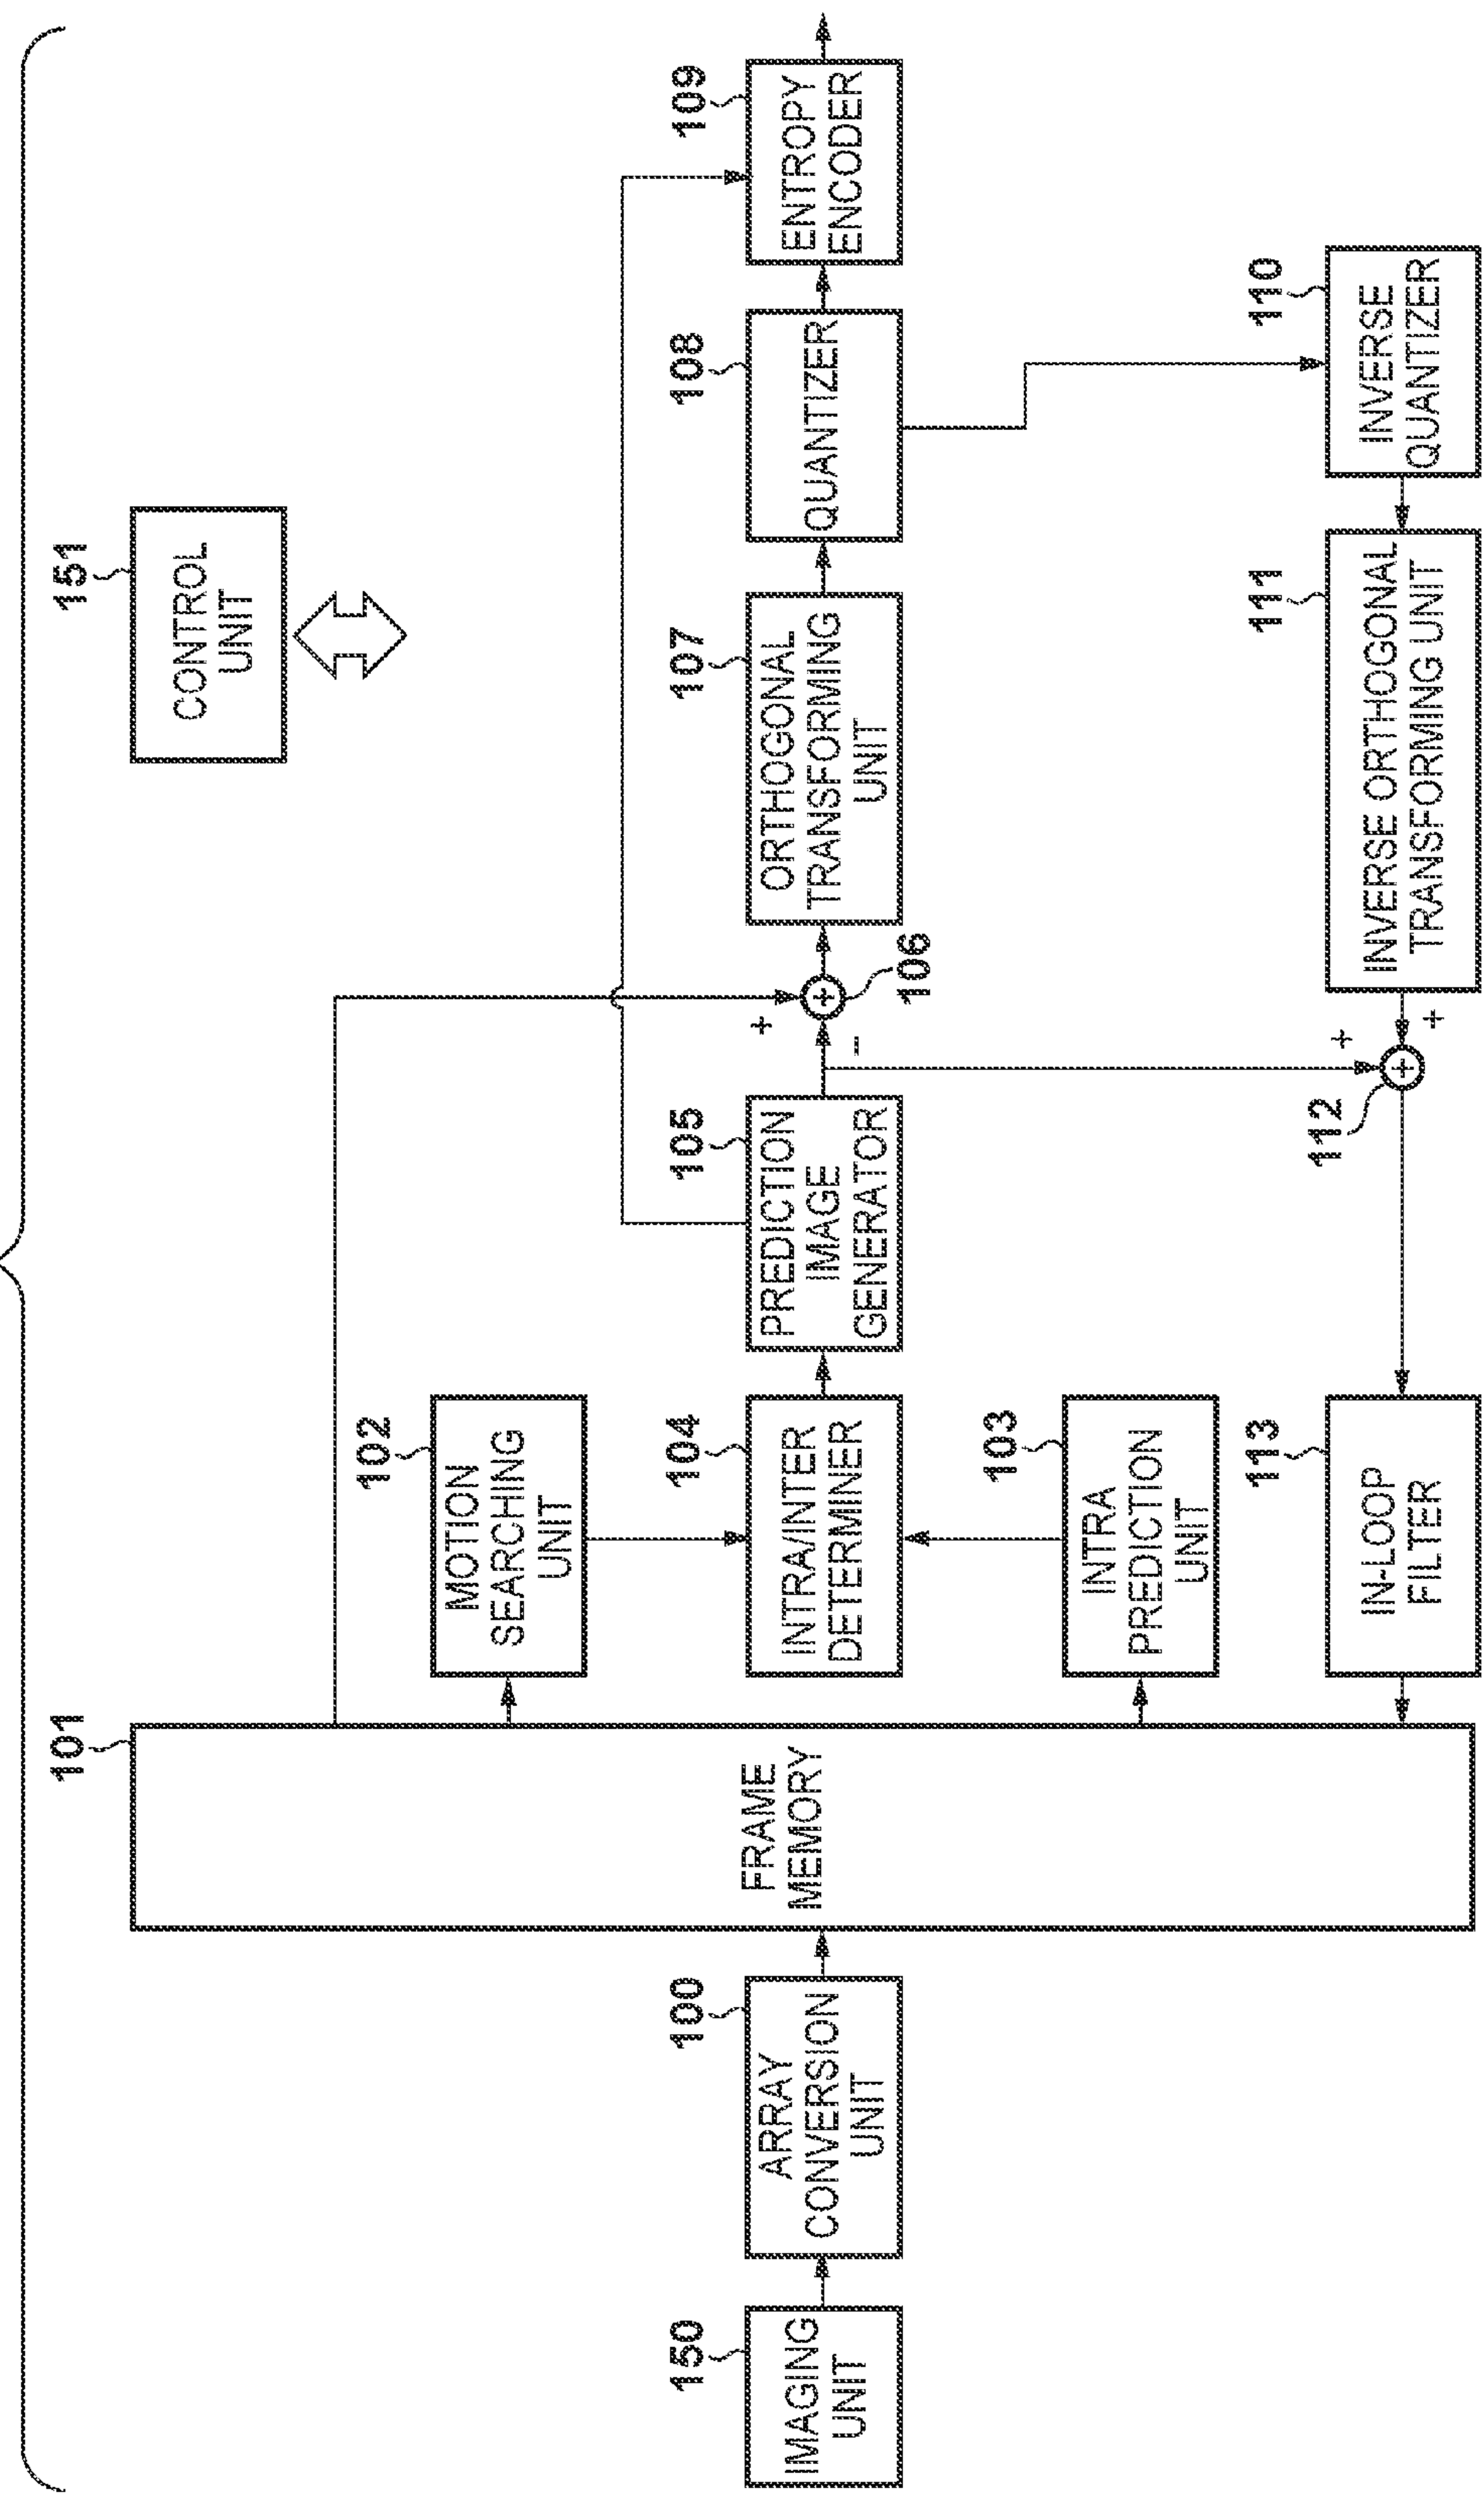 151
CONTROL
UNIT
101
FRAME
MEMORY
102
MOTION
SEARCHING
UNIT
150
IMAGING
UNIT
100
ARRAY
CONVERSION
UNIT
104
INTRA/INTER
DETERMINER
105
PREDICTION
IMAGE
GENERATOR
+
−
+
106
107
ORTHOGONAL
TRANSFORMING
UNIT
108
QUANTIZER
109
ENTROPY
ENCODER
103
INTRA
PREDICTION
UNIT
113
IN-LOOP
FILTER
112
+
+
+
111
INVERSE ORTHOGONAL
TRANSFORMING UNIT
110
INVERSE
QUANTIZER